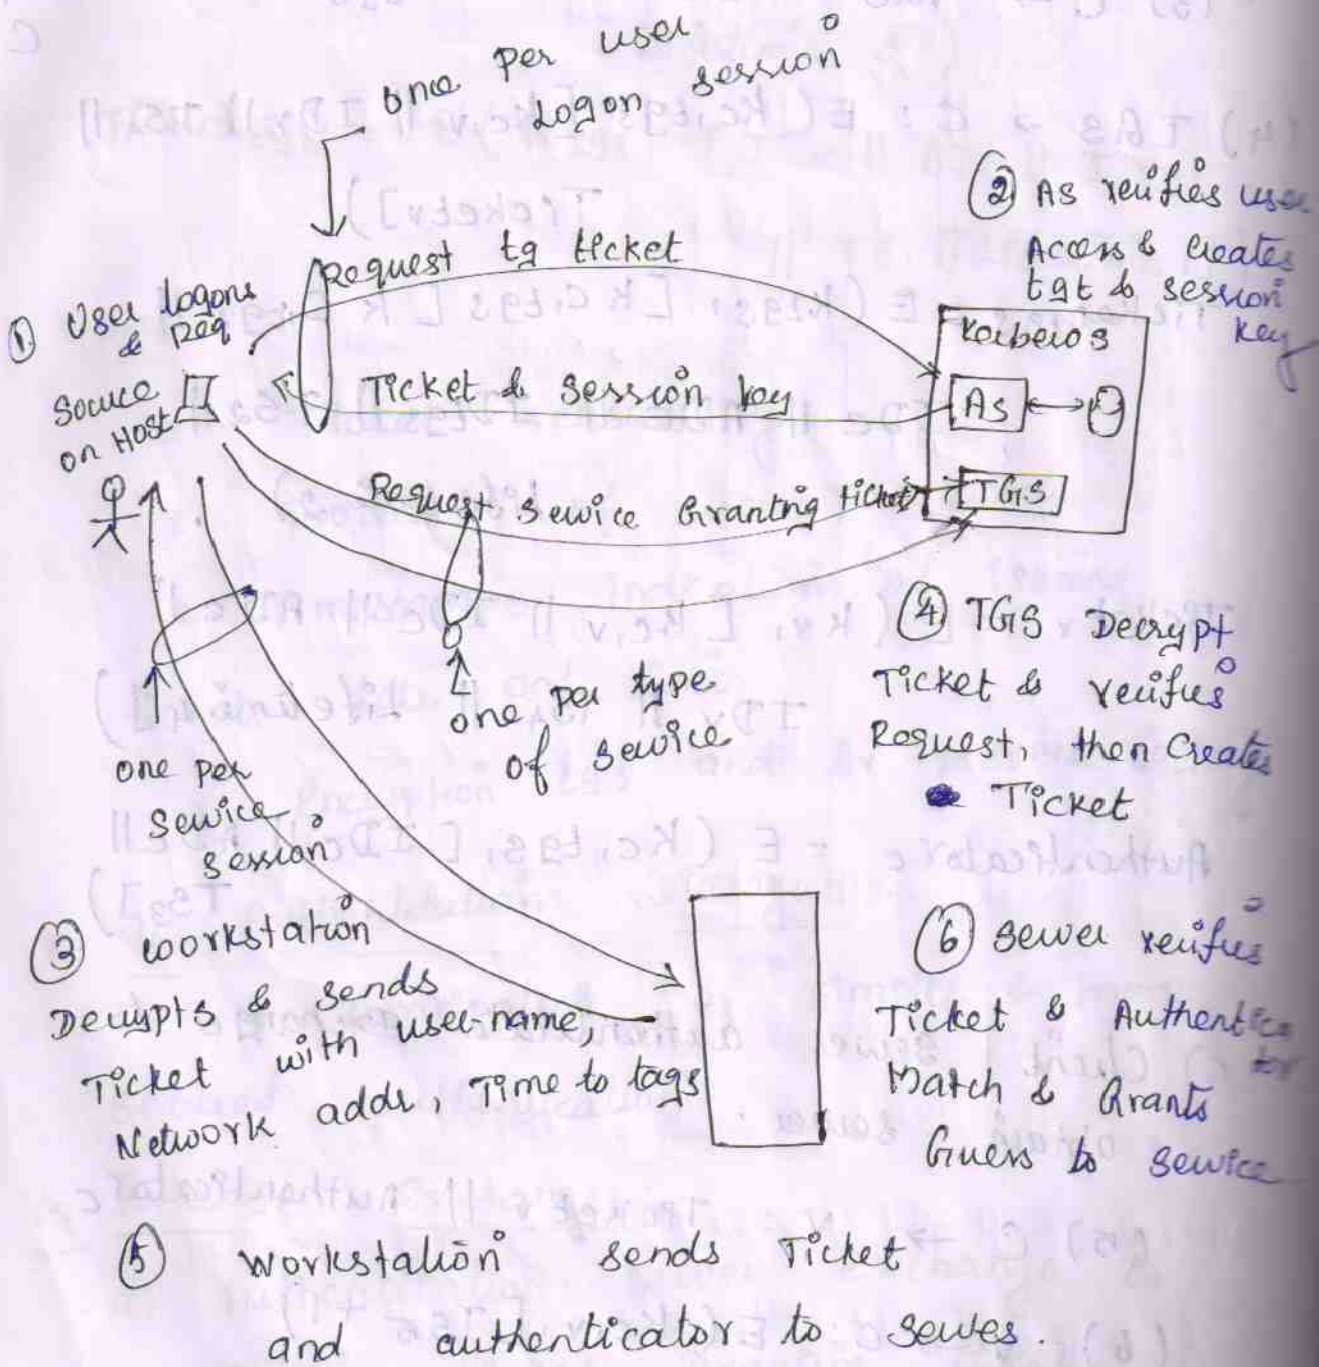 once per user
Logon session
② As verifies user
Access & Creates
tgt & session
key
Request tg ticket
① User logons
& req
Source
on Host
Kerberos
Ticket & Session key
As
Request Service Granting ticket
TGS
④ TGS Decrypt
Ticket & verifies
Request, then Creates
Ticket
one per type
of service
one per
Service
session
③ workstation
Decrypts & sends
Ticket with user-name,
Network addr, Time to tags
⑥ Server verifies
Ticket & Authentica
tor
Match & Grants
Guess to Service
⑤ workstation sends Ticket
and authenticator to serves.